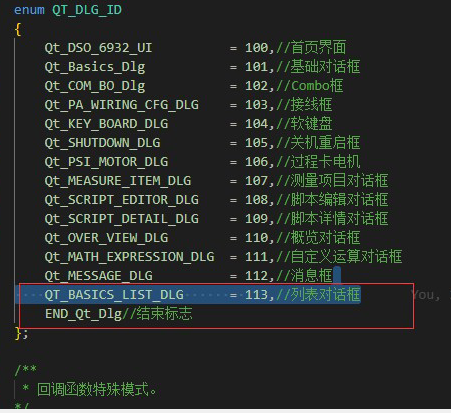 enum QT_DLG_ID
{
Qt_DSO_6932_UI = 100,//首页界面
Qt_Basics_Dlg = 101,//基础对话框
Qt_COM_BO_Dlg = 102,//Combo框
Qt_PA_WIRING_CFG_DLG = 103,//接线框
Qt_KEY_BOARD_DLG = 104,//软键盘
Qt_SHUTDOWN_DLG = 105,//关机重启框
Qt_PSI_MOTOR_DLG = 106,//过程卡电机
Qt_MEASURE_ITEM_DLG = 107,//测量项目对话框
Qt_SCRIPT_EDITOR_DLG = 108,//脚本编辑对话框
Qt_SCRIPT_DETAIL_DLG = 109,//脚本详情对话框
Qt_OVER_VIEW_DLG = 110,//概览对话框
Qt_MATH_EXPRESSION_DLG = 111,//自定义运算对话框
Qt_MESSAGE_DLG = 112,//消息框
QT_BASICS_LIST_DLG = 113,//列表对话框 You,
END_Qt_Dlg//结束标志
};
/**
* 回调函数特殊模式。
*/